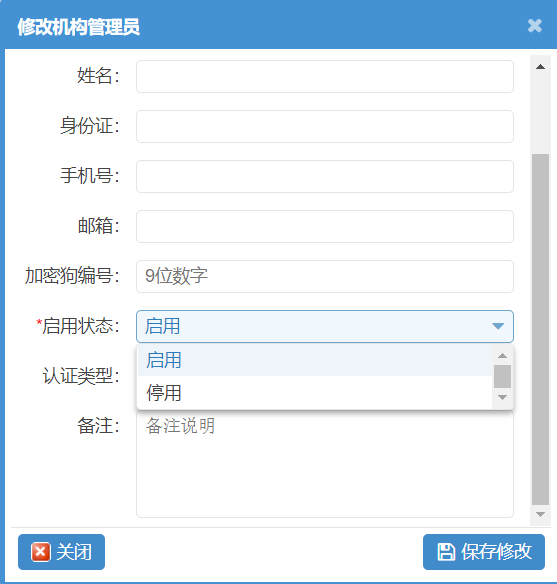 修改机构管理员
姓名：
身份证：
手机号：
邮箱：
加密狗编号： 9位数字
*启用状态： 启用
启用
认证类型：
停用
备注： 备注说明
关闭 保存修改